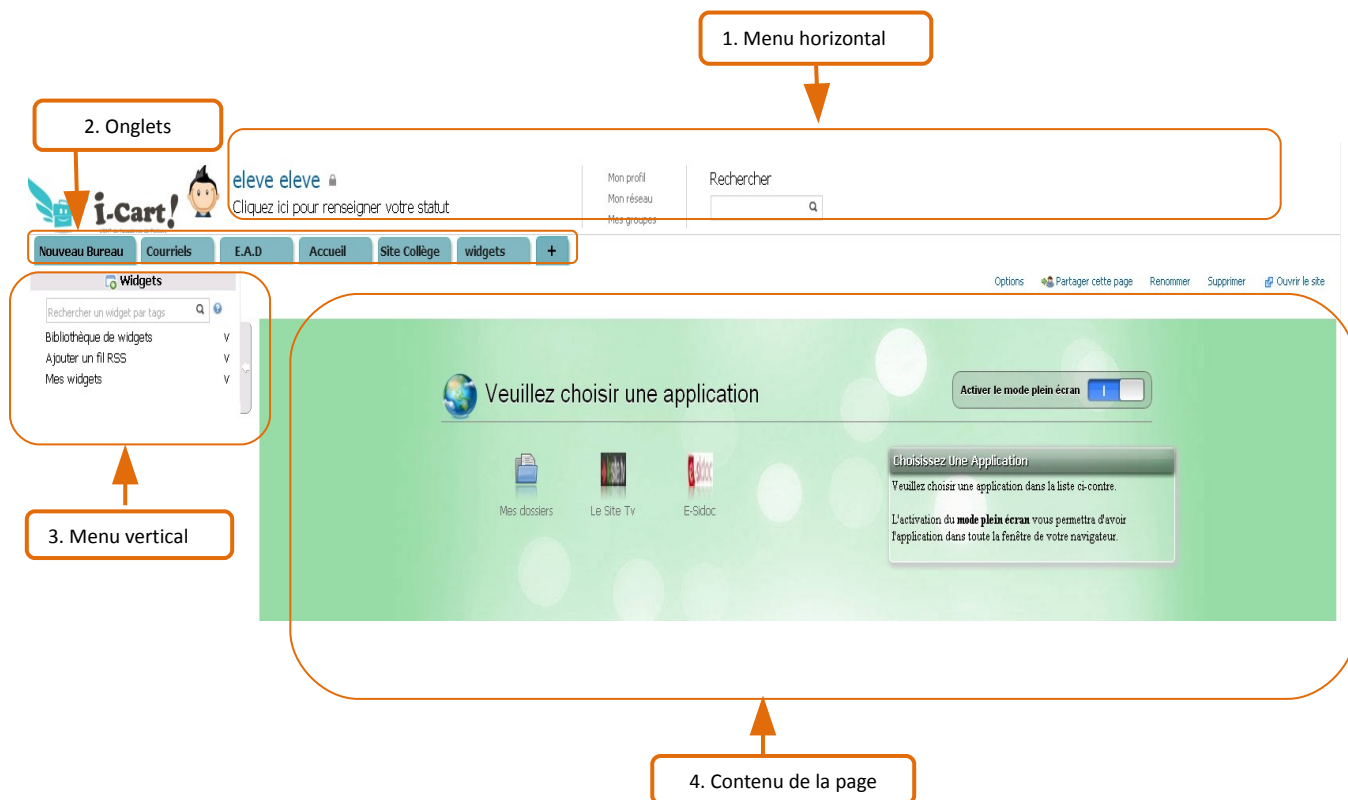 1. Menu horizontal
2. Onglets
i-Cart!
eleve eleve
Cliquez ici pour renseigner votre statut
Mon profil
Mon réseau
Mes groupes
Rechercher
Nouveau Bureau Courriels E.A.D Accueil Site Collège widgets +
Widgets
Rechercher un widget par tags
Bibliothèque de widgets V
Ajouter un fil RSS V
Mes widgets V
Options Partager cette page Renommer Supprimer Ouvrir le site
Veuillez choisir une application
Activer le mode plein écran
Mes dossiers Le Site Tv E-Sidoc
Choisissez Une Application
Veuillez choisir une application dans la liste ci-contre.
L'activation du mode plein écran vous permettra d'avoir
l'application dans toute la fenêtre de votre navigateur.
3. Menu vertical
4. Contenu de la page